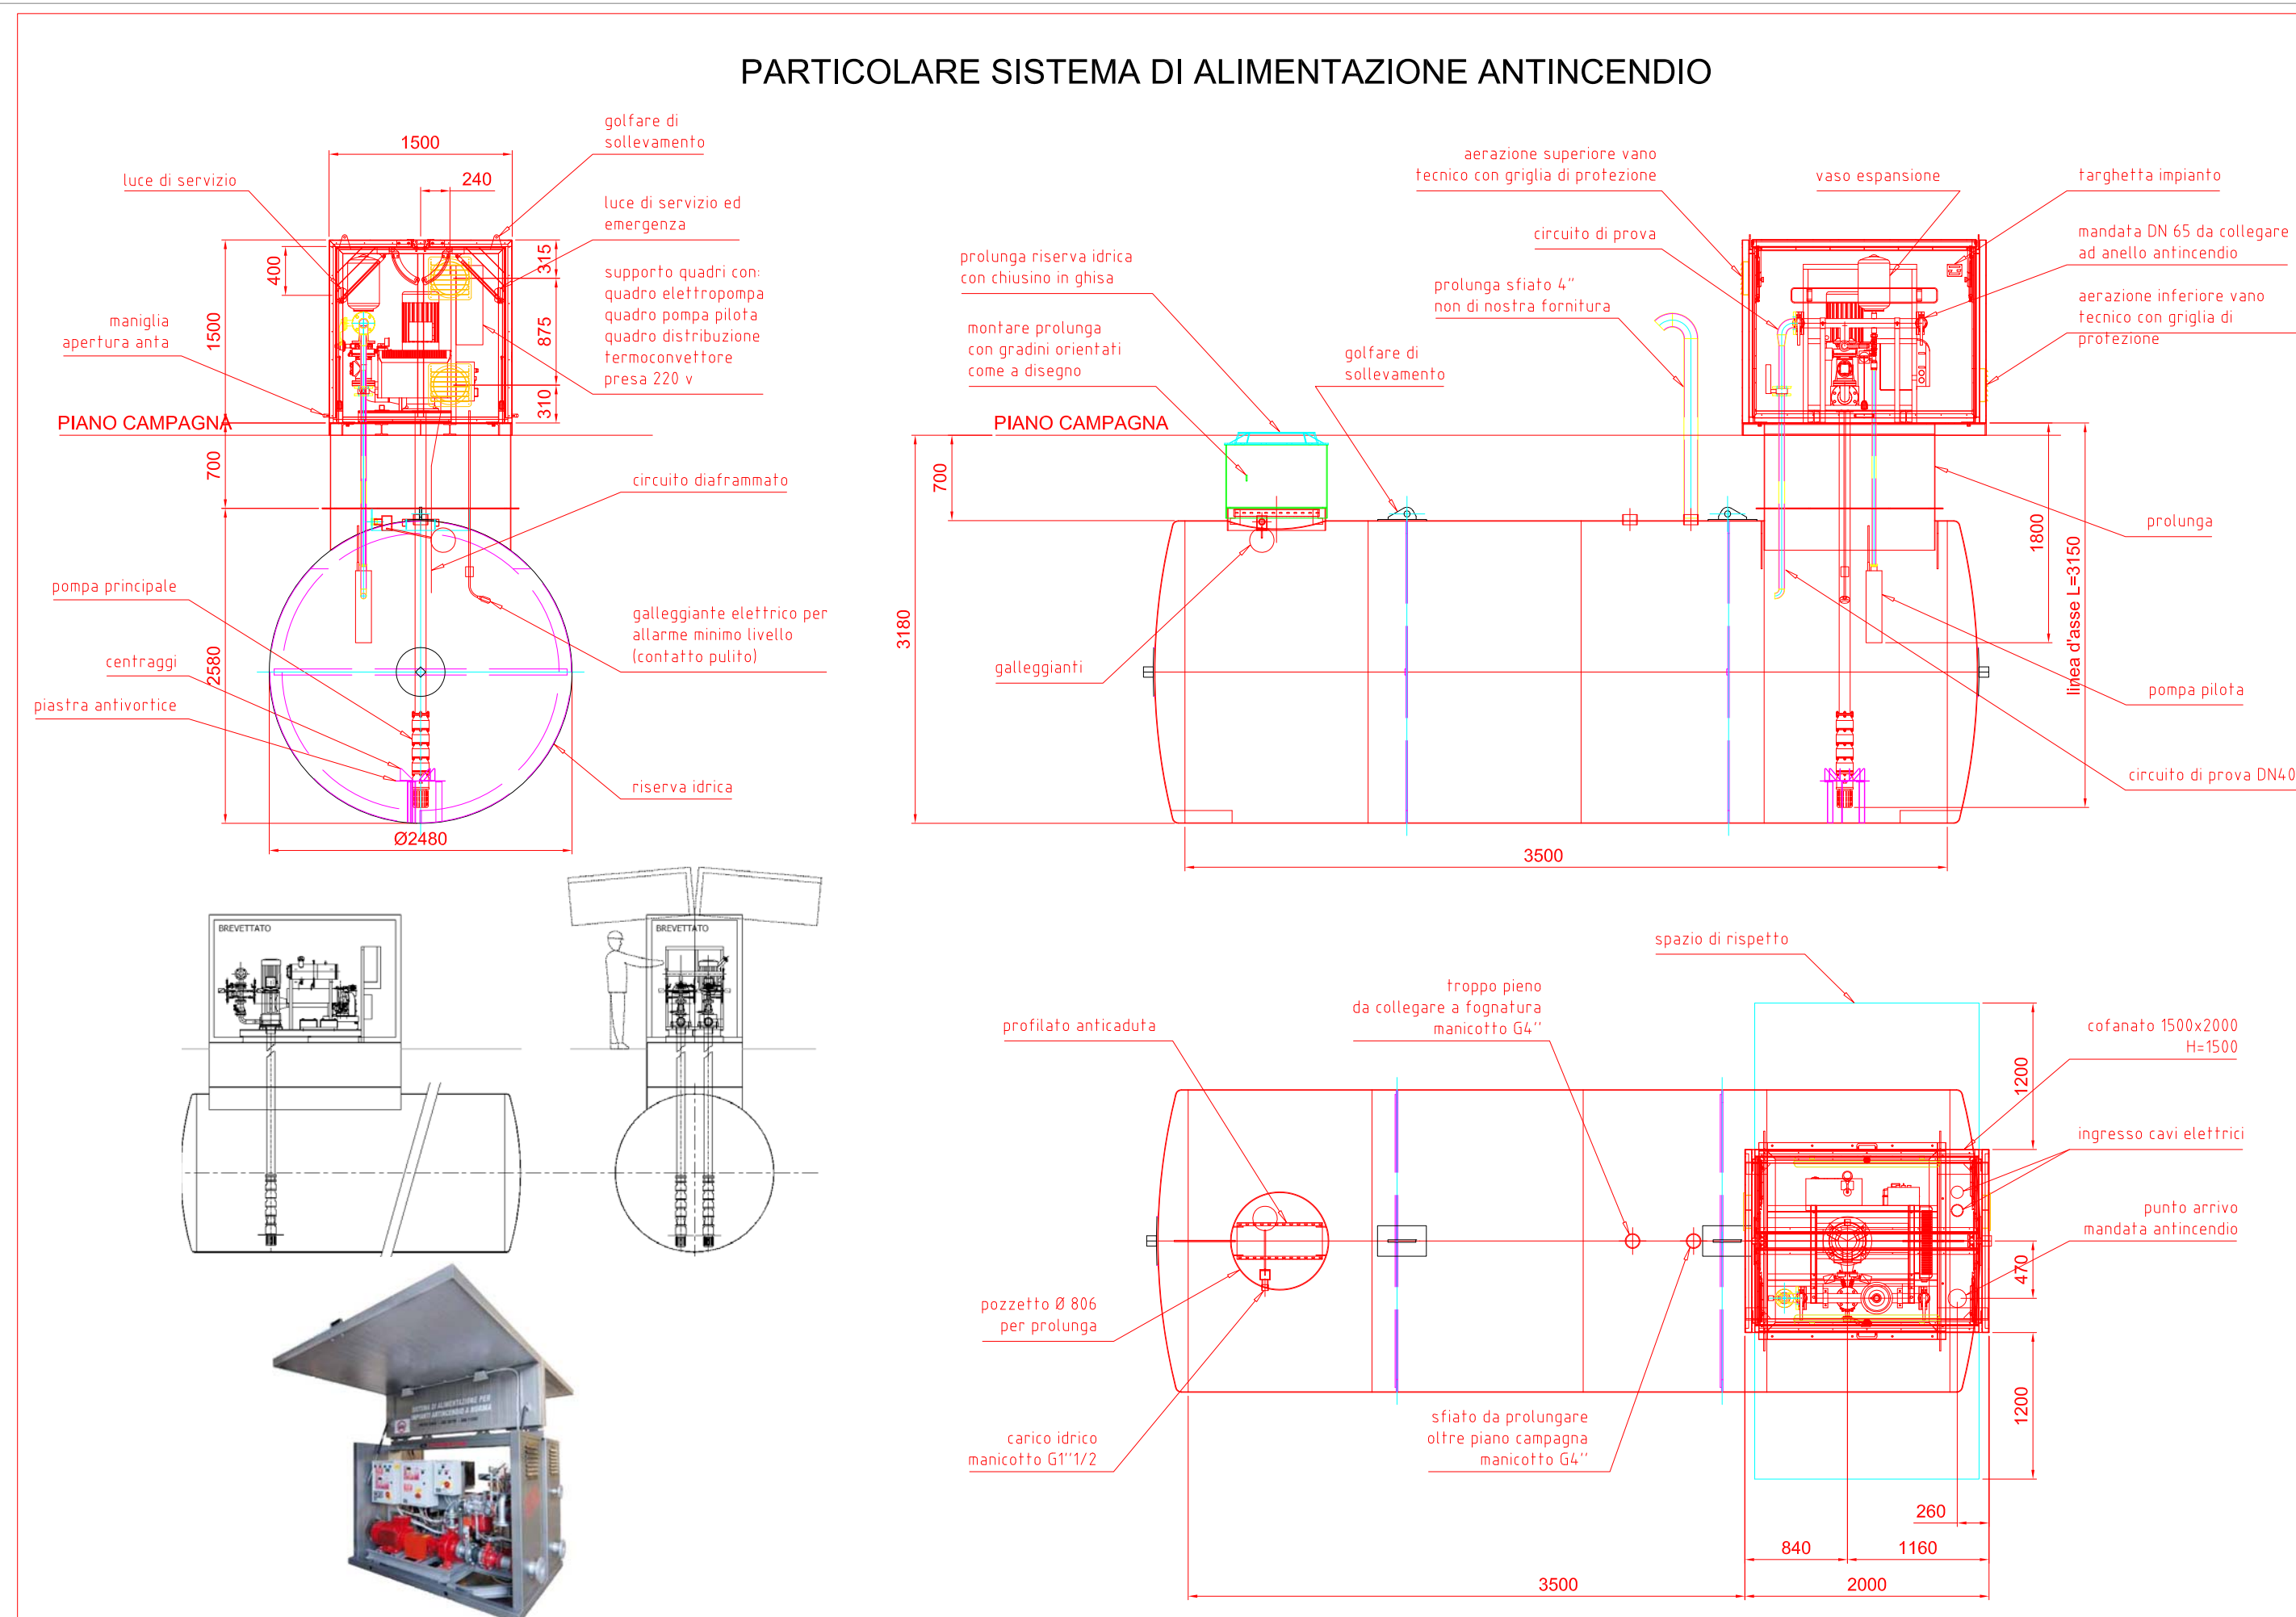 PARTICOLARE SISTEMA DI ALIMENTAZIONE ANTINCENDIO
golfare di
sollevamento
1500
luce di servizio
240
luce di servizio ed
emergenza
315
400
1500
supporto quadri con:
quadro elettropompa
quadro pompa pilota
quadro distribuzione
termoconvettore
presa 220 v
875
310
maniglia
apertura anta
PIANO CAMPAGNA
700
circuito diaframmato
pompa principale
2580
galleggiante elettrico per
allarme minimo livello
(contatto pulito)
centraggi
piastra antivortice
riserva idrica
Ø2480
aerazione superiore vano
tecnico con griglia di protezione
vaso espansione
targhetta impianto
circuito di prova
mandata DN 65 da collegare
ad anello antincendio
prolunga riserva idrica
con chiusino in ghisa
prolunga sfiato 4"
non di nostra fornitura
aerazione inferiore vano
tecnico con griglia di
protezione
montare prolunga
con gradini orientati
come a disegno
golfare di
sollevamento
PIANO CAMPAGNA
700
3180
galleggianti
1800
linea d'asse L=3150
prolunga
pompa pilota
circuito di prova DN40
3500
BREVETTATO
BREVETTATO
SISTEMA DI ALIMENTAZIONE PER
IMPIANTI ANTINCENDIO A NORMA
spazio di rispetto
troppo pieno
da collegare a fognatura
manicotto G4''
profilato anticaduta
cofanato 1500x2000
H=1500
1200
ingresso cavi elettrici
punto arrivo
mandata antincendio
470
pozzetto Ø 806
per prolunga
1200
carico idrico
manicotto G1''1/2
sfiato da prolungare
oltre piano campagna
manicotto G4''
260
840
1160
3500
2000